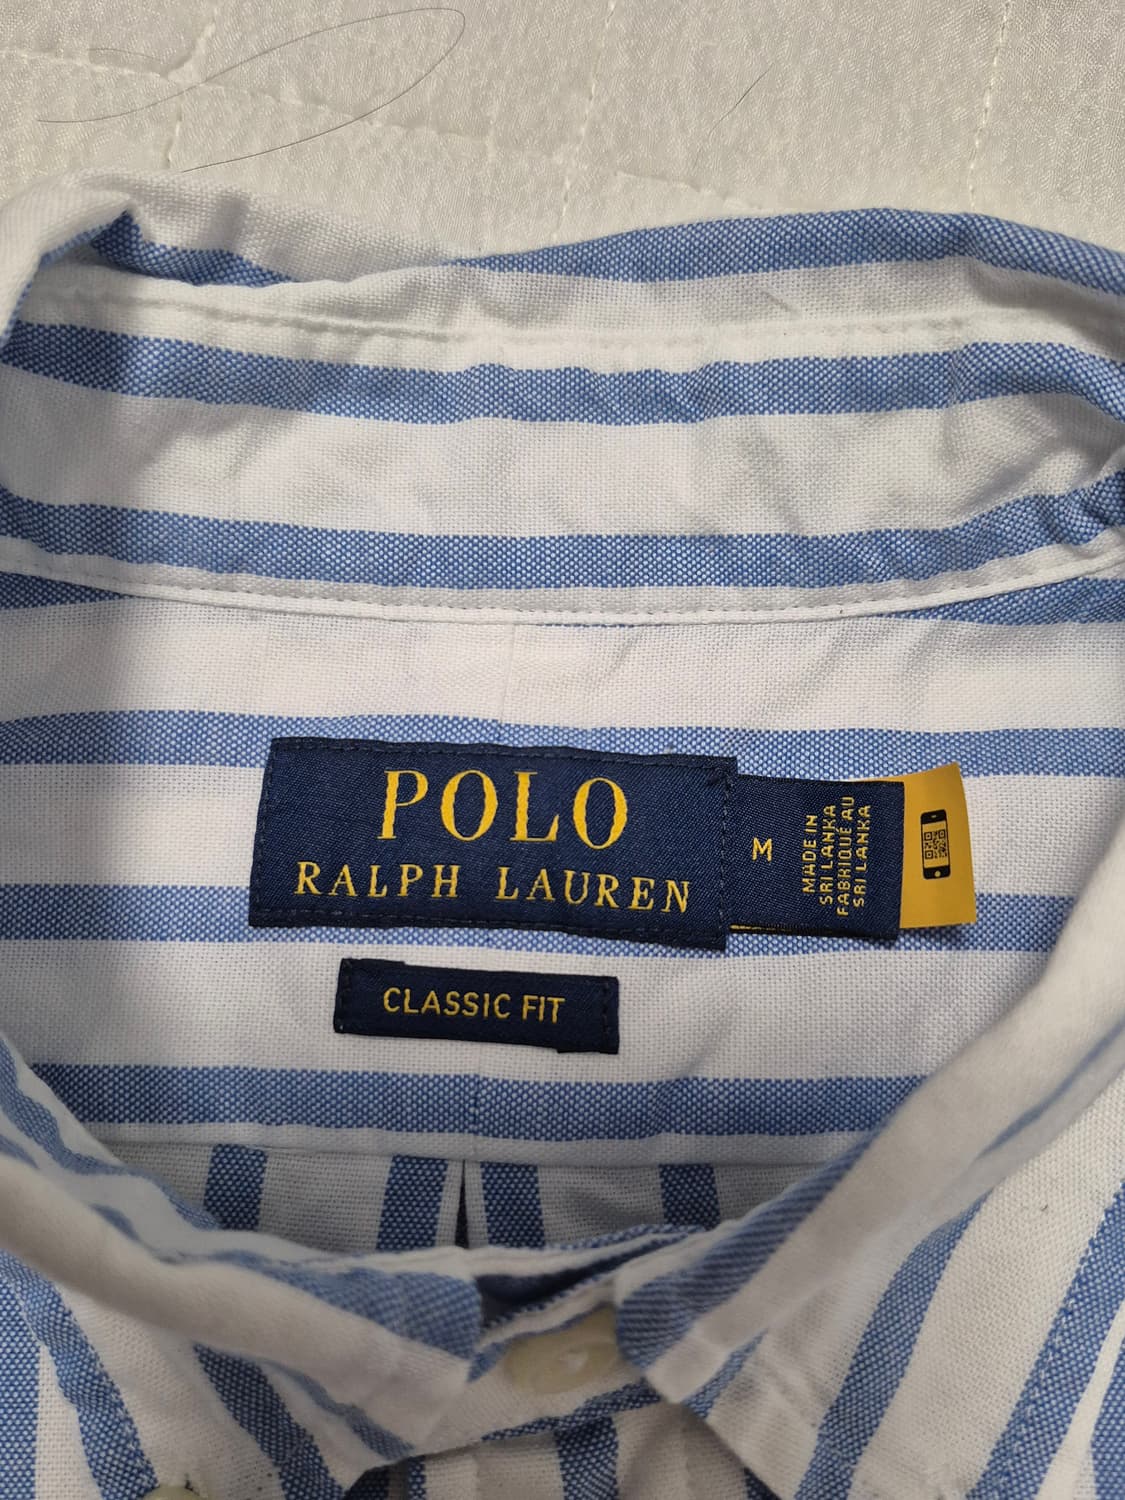 POLO
RALPH LAUREN
M
MADE IN
SRI LANKA
FABRIQUÉ AU
SRI LANKA
CLASSIC FIT